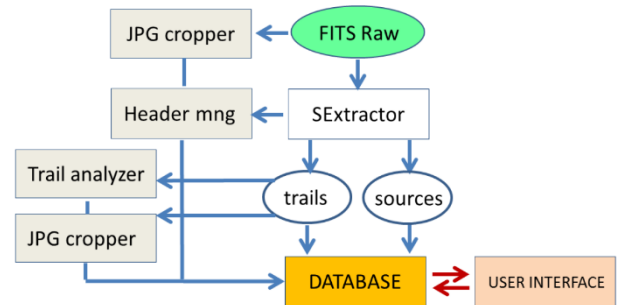 JPG cropper
FITS Raw
Header mng
SExtractor
Trail analyzer
trails
sources
JPG cropper
DATABASE
USER INTERFACE